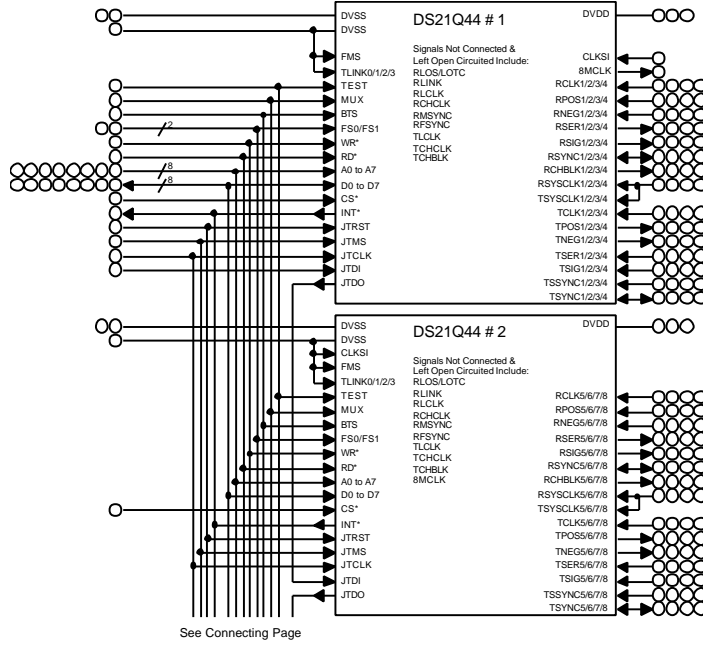 DS21Q44 # 1
DVSS
DVSS
FMS
TLINK0/1/2/3
TEST
MUX
BTS
FS0/FS1
WR*
RD*
A0 to A7
D0 to D7
CS*
INT*
JTRST
JTMS
JTCLK
JTDI
JTDO
2
8
8
Signals Not Connected &
Left Open Circuited Include:
RLOS/LOTC
RLINK
RLCLK
RCHCLK
RMSYNC
RFSYNC
TLCLK
TCHCLK
TCHBLK
DVDD
CLKSI
8MCLK
RCLK1/2/3/4
RPOS1/2/3/4
RNEG1/2/3/4
RSER1/2/3/4
RSIG1/2/3/4
RSYNC1/2/3/4
RCHBLK1/2/3/4
RSYSCLK1/2/3/4
TSYSCLK1/2/3/4
TCLK1/2/3/4
TPOS1/2/3/4
TNEG1/2/3/4
TSER1/2/3/4
TSIG1/2/3/4
TSSYNC1/2/3/4
TSYNC1/2/3/4
DS21Q44 # 2
DVSS
DVSS
CLKSI
FMS
TLINK0/1/2/3
TEST
MUX
BTS
FS0/FS1
WR*
RD*
A0 to A7
D0 to D7
CS*
INT*
JTRST
JTMS
JTCLK
JTDI
JTDO
Signals Not Connected &
Left Open Circuited Include:
RLOS/LOTC
RLINK
RLCLK
RCHCLK
RMSYNC
RFSYNC
TLCLK
TCHCLK
TCHBLK
8MCLK
DVDD
RCLK5/6/7/8
RPOS5/6/7/8
RNEG5/6/7/8
RSER5/6/7/8
RSIG5/6/7/8
RSYNC5/6/7/8
RCHBLK5/6/7/8
RSYSCLK5/6/7/8
TSYSCLK5/6/7/8
TCLK5/6/7/8
TPOS5/6/7/8
TNEG5/6/7/8
TSER5/6/7/8
TSIG5/6/7/8
TSSYNC5/6/7/8
TSYNC5/6/7/8
See Connecting Page